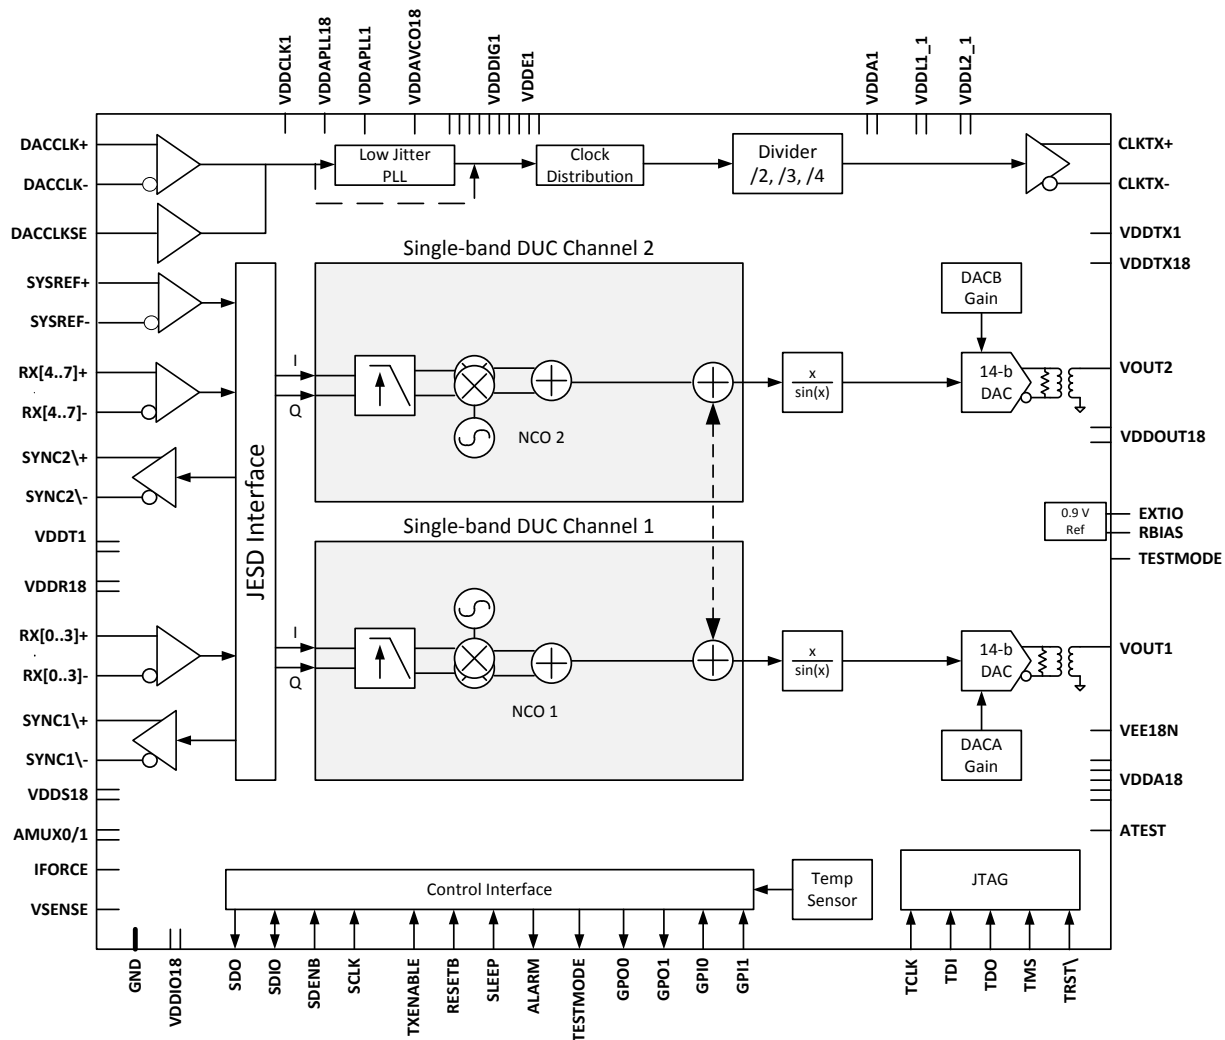 VDDCLK1
VDDAPLL18
VDDAPLL1
VDDAVCO18
VDDDIG1
VDDE1
VDDA1
VDDL1_1
VDDL2_1
DACCLK+
DACCLK-
DACCLKSE
SYSREF+
SYSREF-
RX[4..7]+
RX[4..7]-
SYNC2\+
SYNC2\-
VDDT1
VDDR18
RX[0..3]+
.
RX[0..3]-
SYNC1\+
SYNC1\-
VDDS18
AMUX0/1
IFORCE
VSENSE
Low Jitter
PLL
Clock
Distribution
Divider
/2, /3, /4
JESD Interface
Single-band DUC Channel 2
I
Q
NCO 2
x
sin(x)
DACB
Gain
14-b
DAC
Single-band DUC Channel 1
I
Q
NCO 1
x
sin(x)
14-b
DAC
DACA
Gain
0.9 V
Ref
Control Interface
Temp
Sensor
JTAG
CLKTX+
CLKTX-
VDDTX1
VDDTX18
VOUT2
VDDOUT18
EXTIO
RBIAS
TESTMODE
VOUT1
VEE18N
VDDA18
ATEST
GND
VDDIO18
SDO
SDIO
SDENB
SCLK
TXENABLE
RESETB
SLEEP
ALARM
TESTMODE
GPO0
GPO1
GPI0
GPI1
TCLK
TDI
TDO
TMS
TRST\